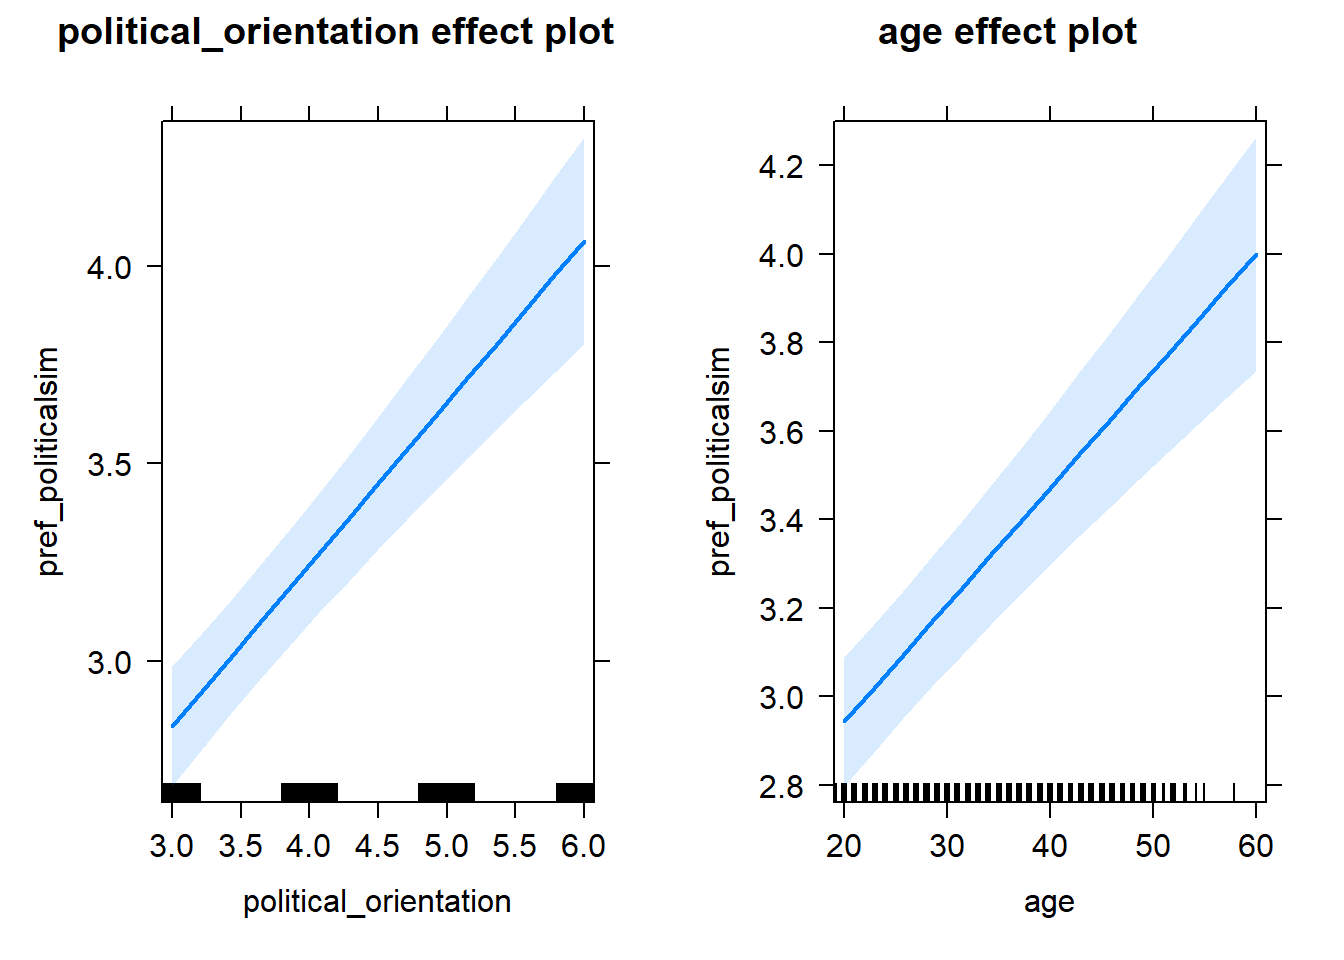 political_orientation effect plot
pref_politicalsim
4.0
3.5
3.0
3.0 3.5 4.0 4.5 5.0 5.5 6.0
political_orientation
age effect plot
pref_politicalsim
4.2
4.0
3.8
3.6
3.4
3.2
3.0
2.8
20 30 40 50 60
age